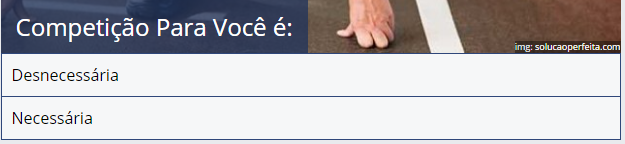 Competição Para Você é:
img: solucaoperfeita.com
Desnecessária
Necessária